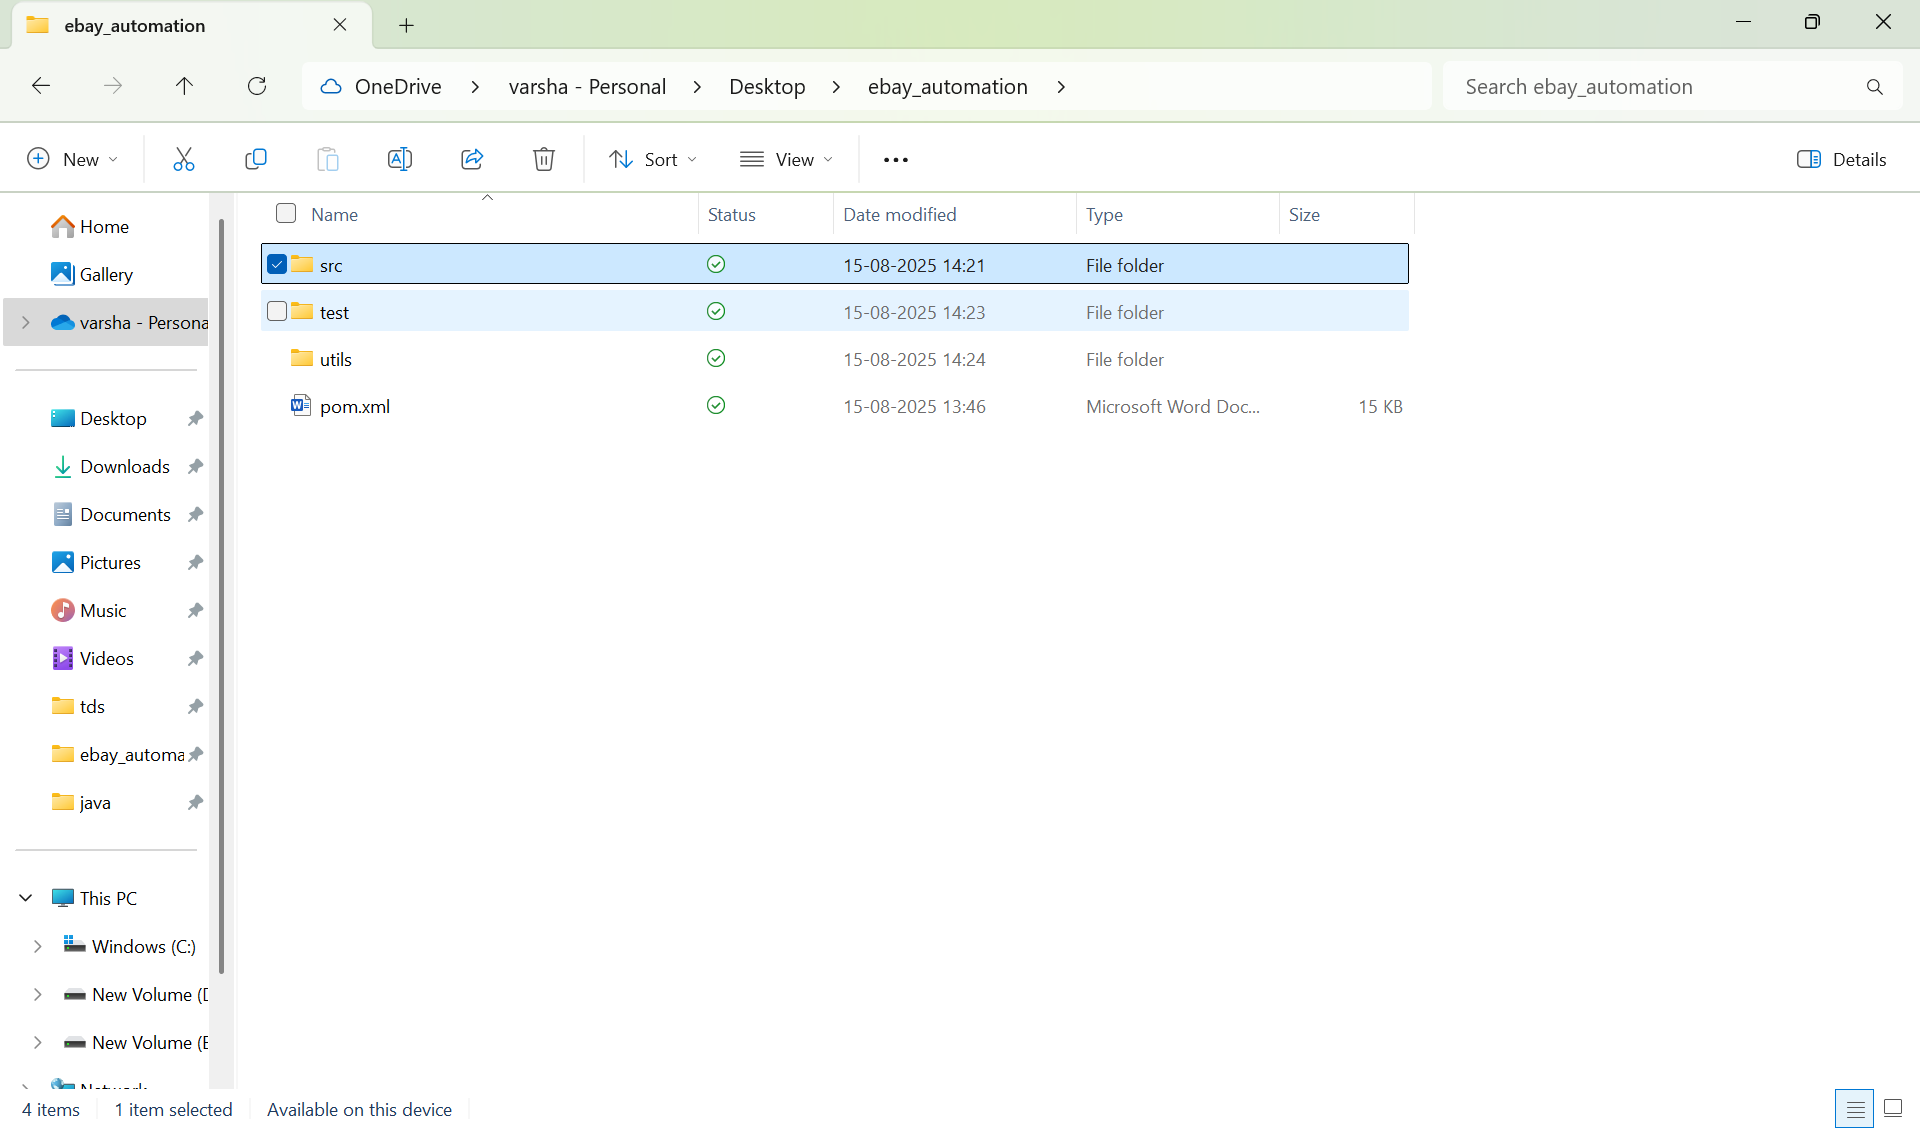 ebay_automation
OneDrive > varsha - Personal > Desktop > ebay_automation >
Search ebay_automation
New
Sort
View
Details
Name Status Date modified Type Size
src 15-08-2025 14:21 File folder
test 15-08-2025 14:23 File folder
utils 15-08-2025 14:24 File folder
pom.xml 15-08-2025 13:46 Microsoft Word Doc... 15 KB
Home
Gallery
varsha - Persona
Desktop
Downloads
Documents
Pictures
Music
Videos
tds
ebay_automa
java
This PC
Windows (C:)
New Volume (D
New Volume (E
Network
4 items 1 item selected Available on this device